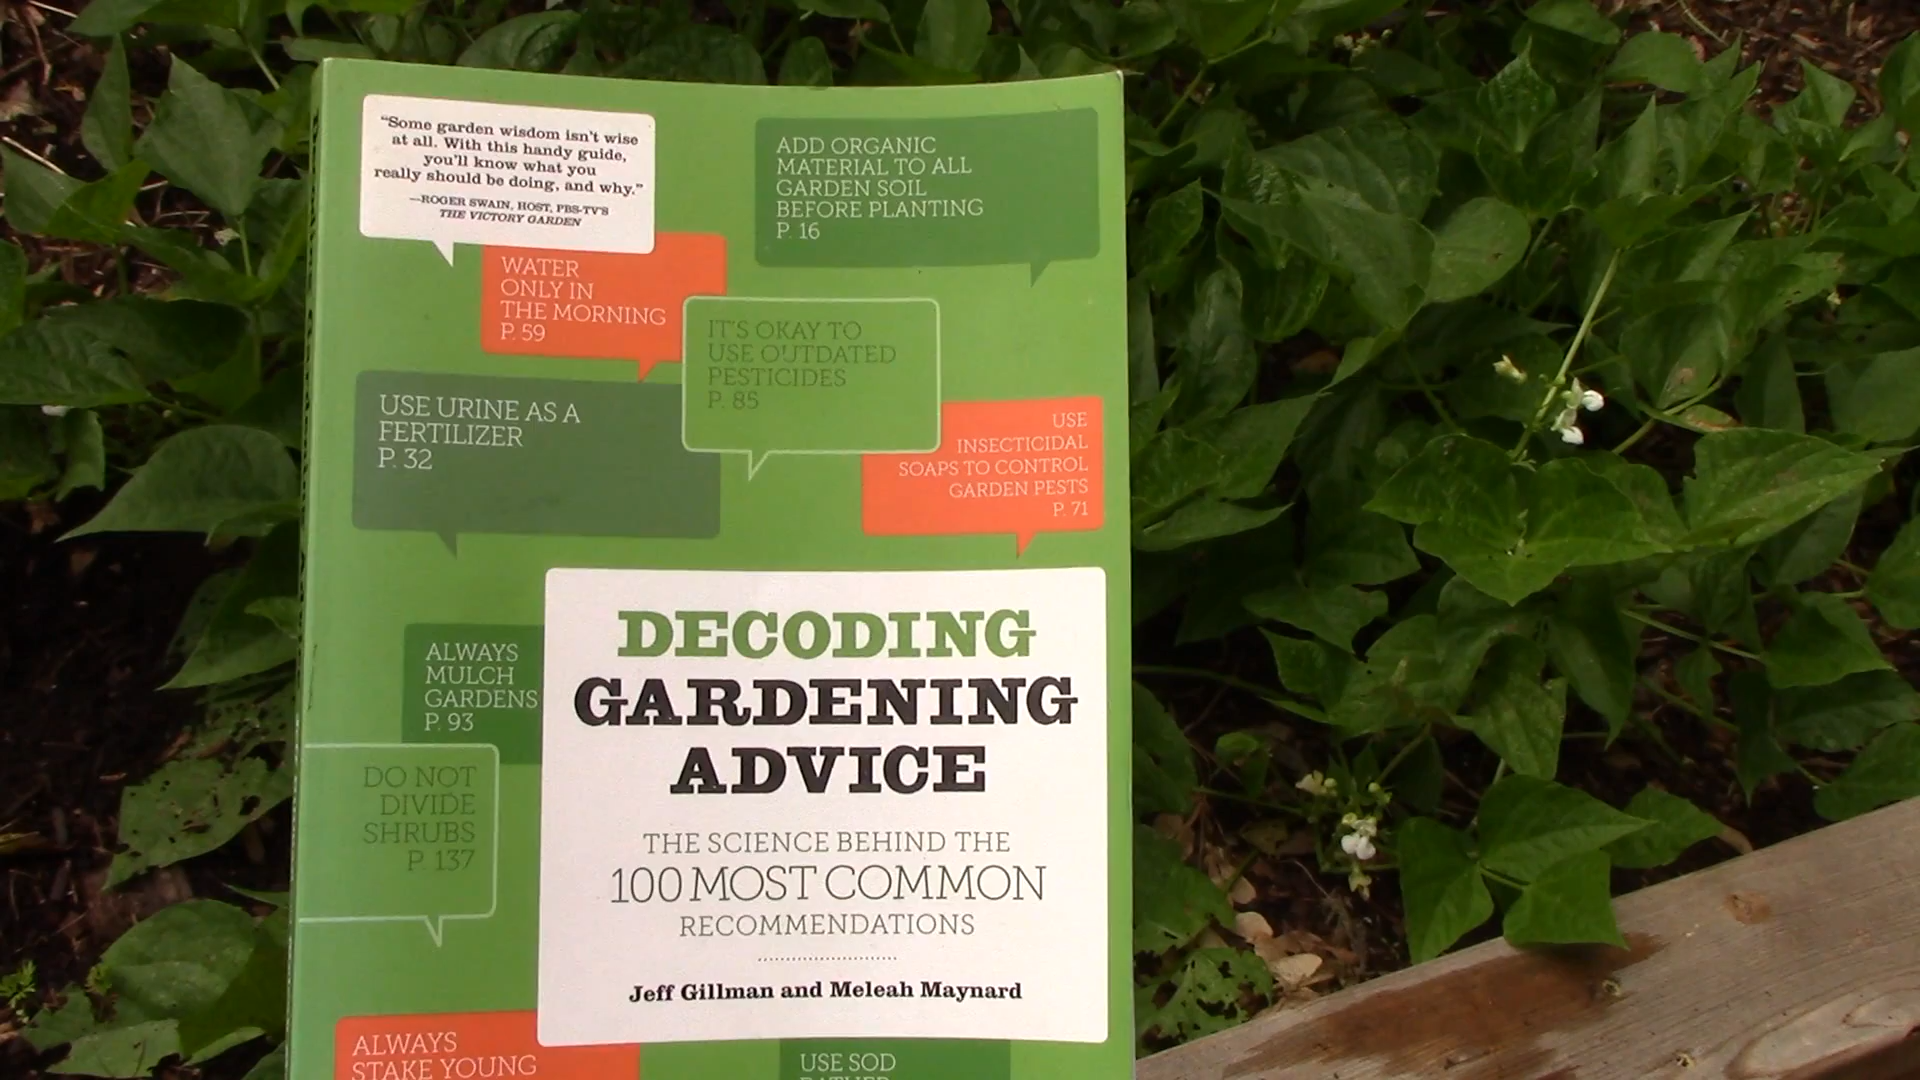 “Some garden wisdom isn't wise
at all. With this handy guide,
you'll know what you
really should be doing, and why.”
—ROGER SWAIN, HOST, PBS-TV'S
THE VICTORY GARDEN
ADD ORGANIC
MATERIAL TO ALL
GARDEN SOIL
BEFORE PLANTING
P. 16
WATER
ONLY IN
THE MORNING
P. 59
IT'S OKAY TO
USE OUTDATED
PESTICIDES
P. 85
USE URINE AS A
FERTILIZER
P. 32
USE
INSECTICIDAL
SOAPS TO CONTROL
GARDEN PESTS
P. 71
ALWAYS
MULCH
GARDENS
P. 93
DO NOT
DIVIDE
SHRUBS
P. 137
DECODING
GARDENING
ADVICE
THE SCIENCE BEHIND THE
100 MOST COMMON
RECOMMENDATIONS
Jeff Gillman and Meleah Maynard
ALWAYS
STAKE YOUNG
USE SOD